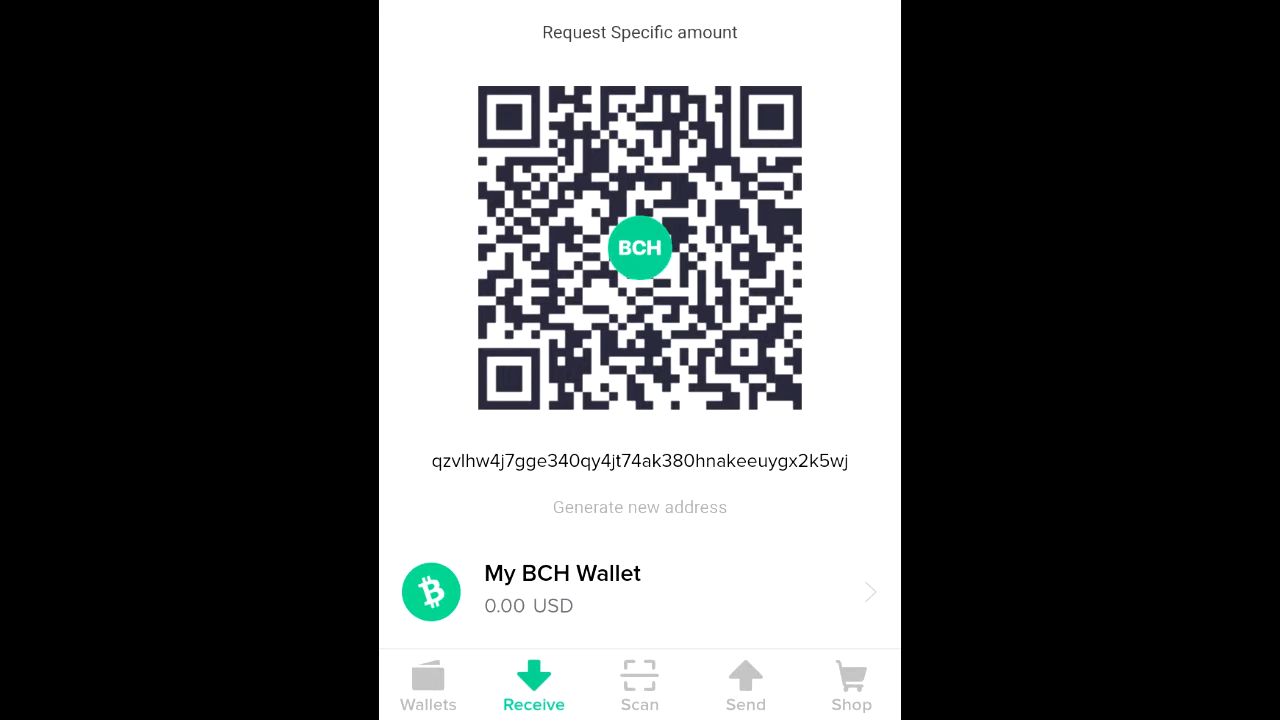 Request Specific amount
BCH
qzvlhw4j7gge340qy4jt74ak380hnakeeuygx2k5wj
Generate new address
My BCH Wallet
0.00 USD
Wallets
Receive
Scan
Send
Shop